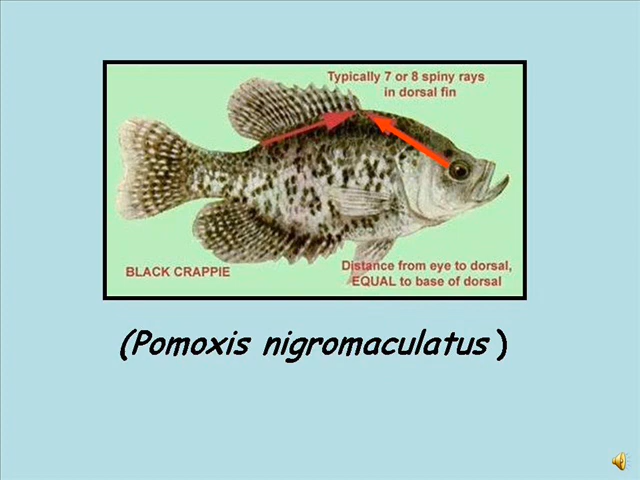 Typically 7 or 8 spiny rays
in dorsal fin
BLACK CRAPPIE
Distance from eye to dorsal,
EQUAL to base of dorsal
(Pomoxis nigromaculatus )